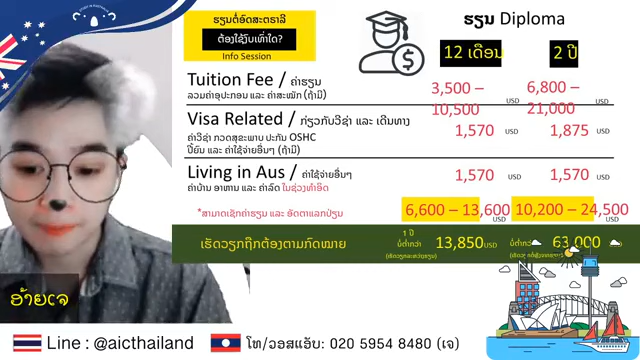 ຮຽນຕໍ່ອົດສະຕຣາລີ
ຕ້ອງໃຊ້ງົບເທົ່າໃດ?
Info Session
ຮຽນ Diploma
12 ເດືອນ
2 ປີ
Tuition Fee / ຄ່າຮຽນ
ລວມຄ່າອຸປະກອນ ແລະ ຄ່າສະໝັກ (ຖ້າມີ)
3,500 – 10,500 USD
6,800 – 21,000 USD
Visa Related / ກ່ຽວກັບວີຊ່າ ແລະ ເດີນທາງ
ຄ່າວີຊ່າ ກວດສຸຂະພາບ ປະກັນ OSHC
ປີ້ຍົນ ແລະ ຄ່າໃຊ້ຈ່າຍອື່ນໆ (ຖ້າມີ)
1,570 USD
1,875 USD
Living in Aus / ຄ່າໃຊ້ຈ່າຍອື່ນໆ
ຄ່າບ້ານ ອາຫານ ແລະ ຄ່າລົດ ໃນຊ່ວງທຳອິດ
1,570 USD
1,570 USD
*ສາມາດເຊັກຄ່າຮຽນ ແລະ ອັດຕາແລກປ່ຽນ
6,600 – 13,600 USD
10,200 – 24,500 USD
ເຮັດວຽກຖືກຕ້ອງຕາມກົດໝາຍ
1 ປີ
ບໍ່ຕ່ຳກວ່າ 13,850 USD
ບໍ່ຕ່ຳກວ່າ 63,000
ອ້າຍເຈ
Line : @aicthailand
ໂທ/ວອສແອັບ: 020 5954 8480 (ເຈ)